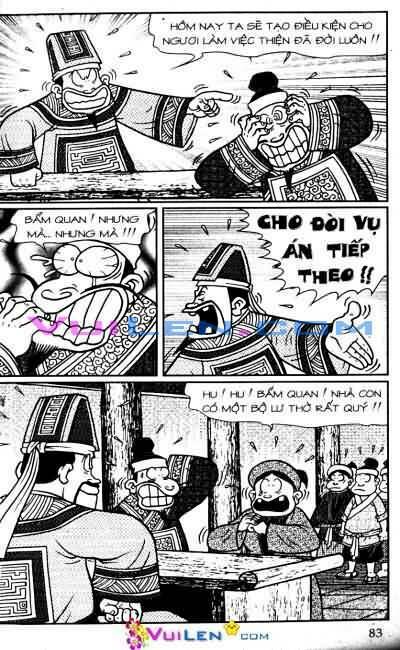 HÔM NAY TA SẼ TẠO ĐIỀU KIỆN CHO
NGƯỜI LÀM VIỆC THIỆN ĐÃ ĐỜI LUÔN !!
BẨM QUAN ! NHƯNG
MÀ... NHƯNG MÀ !!!
CHO ĐÒI VỤ
ÁN TIẾP
THEO !!
VUILEN.COM
HU ! HU ! BẨM QUAN ! NHÀ CON
CÓ MỘT BỘ LƯ THỜ RẤT QUÝ !!
83
VUILEN.COM